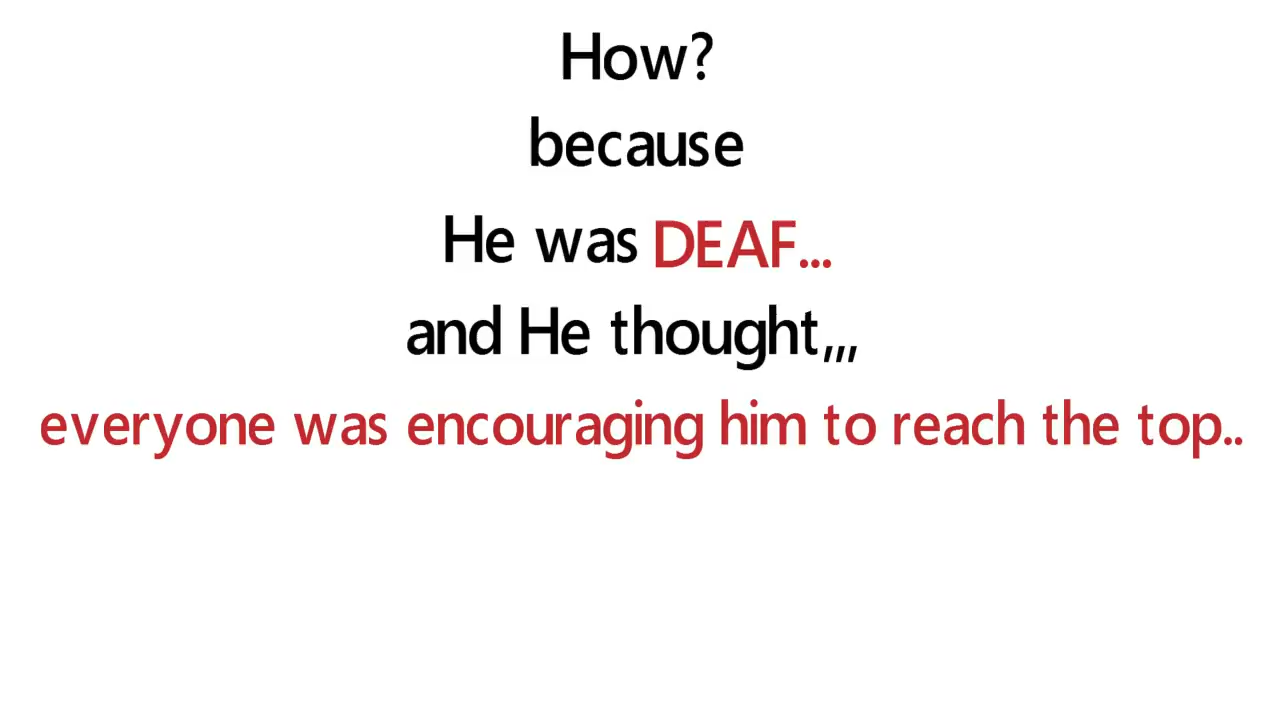 How?
because
He was DEAF...
and He thought,,,
everyone was encouraging him to reach the top..